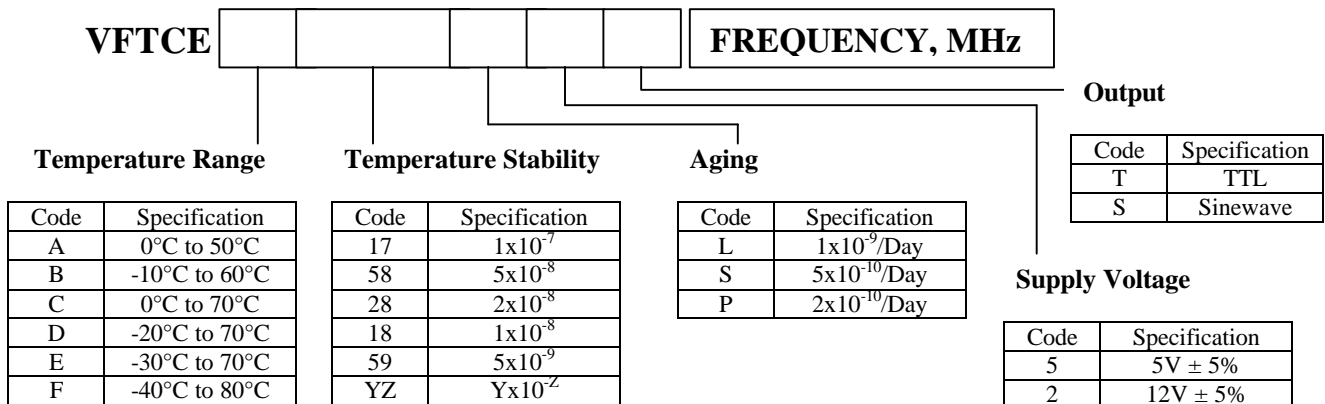 VFTCE FREQUENCY, MHz
Output
Code Specification
T TTL
S Sinewave
Temperature Range
Code Specification
A 0°C to 50°C
B -10°C to 60°C
C 0°C to 70°C
D -20°C to 70°C
E -30°C to 70°C
F -40°C to 80°C
Temperature Stability
Code Specification
17 1x10⁻⁷
58 5x10⁻⁸
28 2x10⁻⁸
18 1x10⁻⁸
59 5x10⁻⁹
YZ Yx10⁻ᶻ
Aging
Code Specification
L 1x10⁻⁹/Day
S 5x10⁻¹⁰/Day
P 2x10⁻¹⁰/Day
Supply Voltage
Code Specification
5 5V ± 5%
2 12V ± 5%